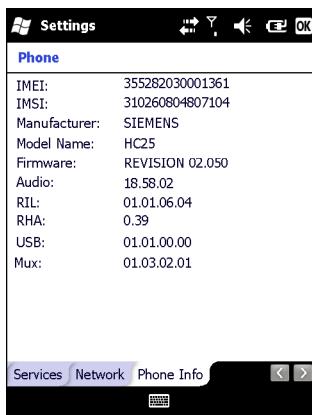 Settings
OK
Phone
IMEI: 355282030001361
IMSI: 310260804807104
Manufacturer: SIEMENS
Model Name: HC25
Firmware: REVISION 02.050
Audio: 18.58.02
RIL: 01.01.06.04
RHA: 0.39
USB: 01.01.00.00
Mux: 01.03.02.01
Services Network Phone Info